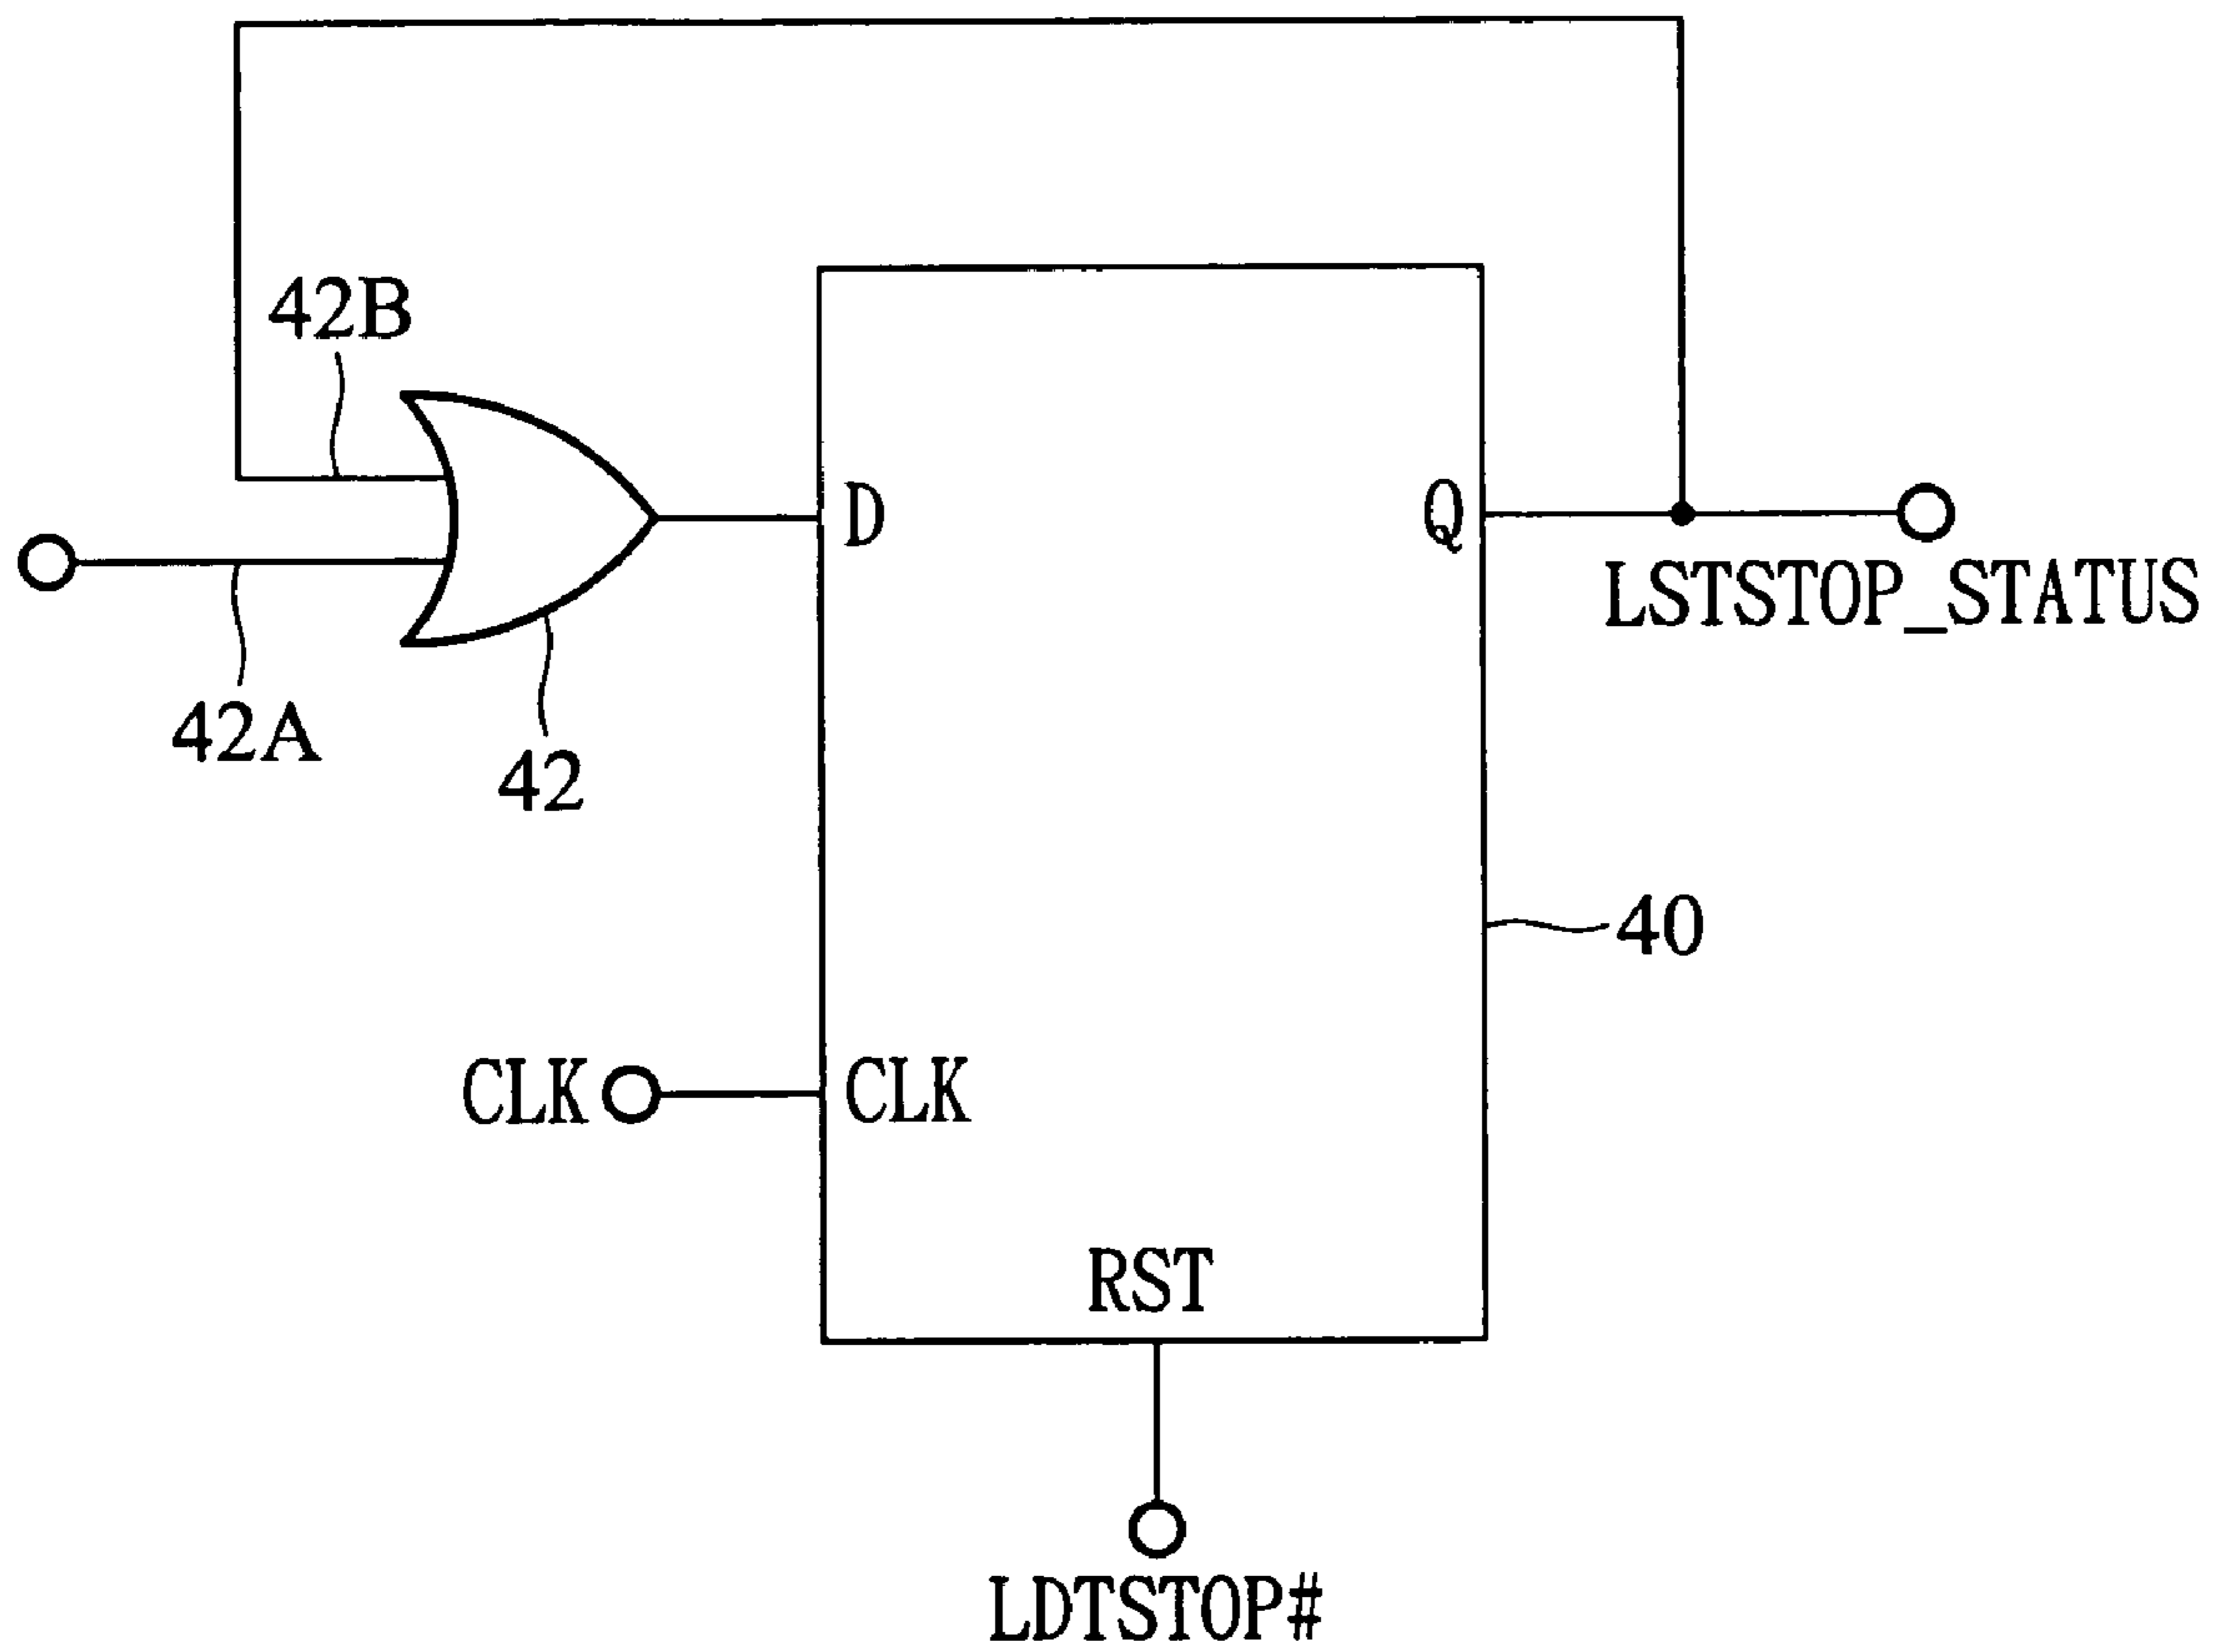 42B
D
Q
LSTSTOP_STATUS
42A
42
40
CLK
CLK
RST
LDTSTOP#